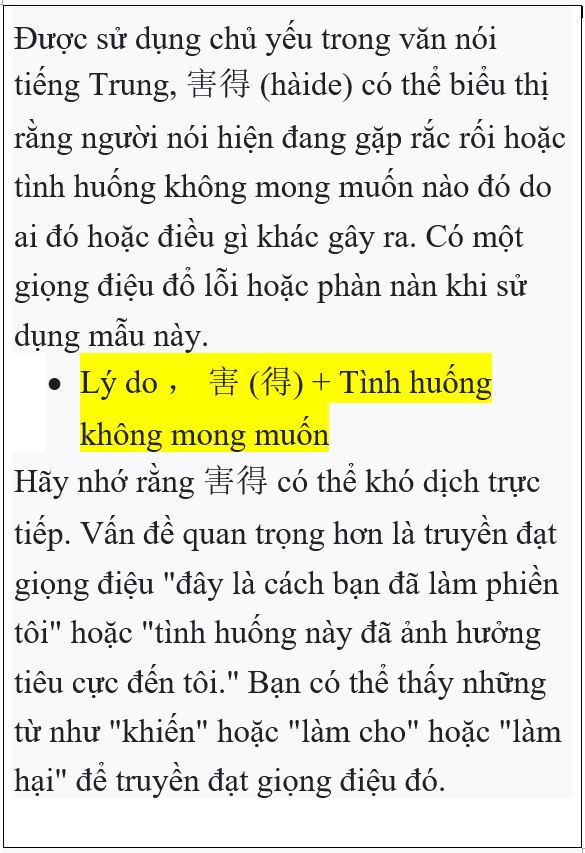 Được sử dụng chủ yếu trong văn nói
tiếng Trung, 害得 (hàide) có thể biểu thị
rằng người nói hiện đang gặp rắc rối hoặc
tình huống không mong muốn nào đó do
ai đó hoặc điều gì khác gây ra. Có một
giọng điệu đổ lỗi hoặc phàn nàn khi sử
dụng mẫu này.
• Lý do ， 害 (得) + Tình huống
không mong muốn
Hãy nhớ rằng 害得 có thể khó dịch trực
tiếp. Vấn đề quan trọng hơn là truyền đạt
giọng điệu "đây là cách bạn đã làm phiền
tôi" hoặc "tình huống này đã ảnh hưởng
tiêu cực đến tôi." Bạn có thể thấy những
từ như "khiến" hoặc "làm cho" hoặc "làm
hại" để truyền đạt giọng điệu đó.